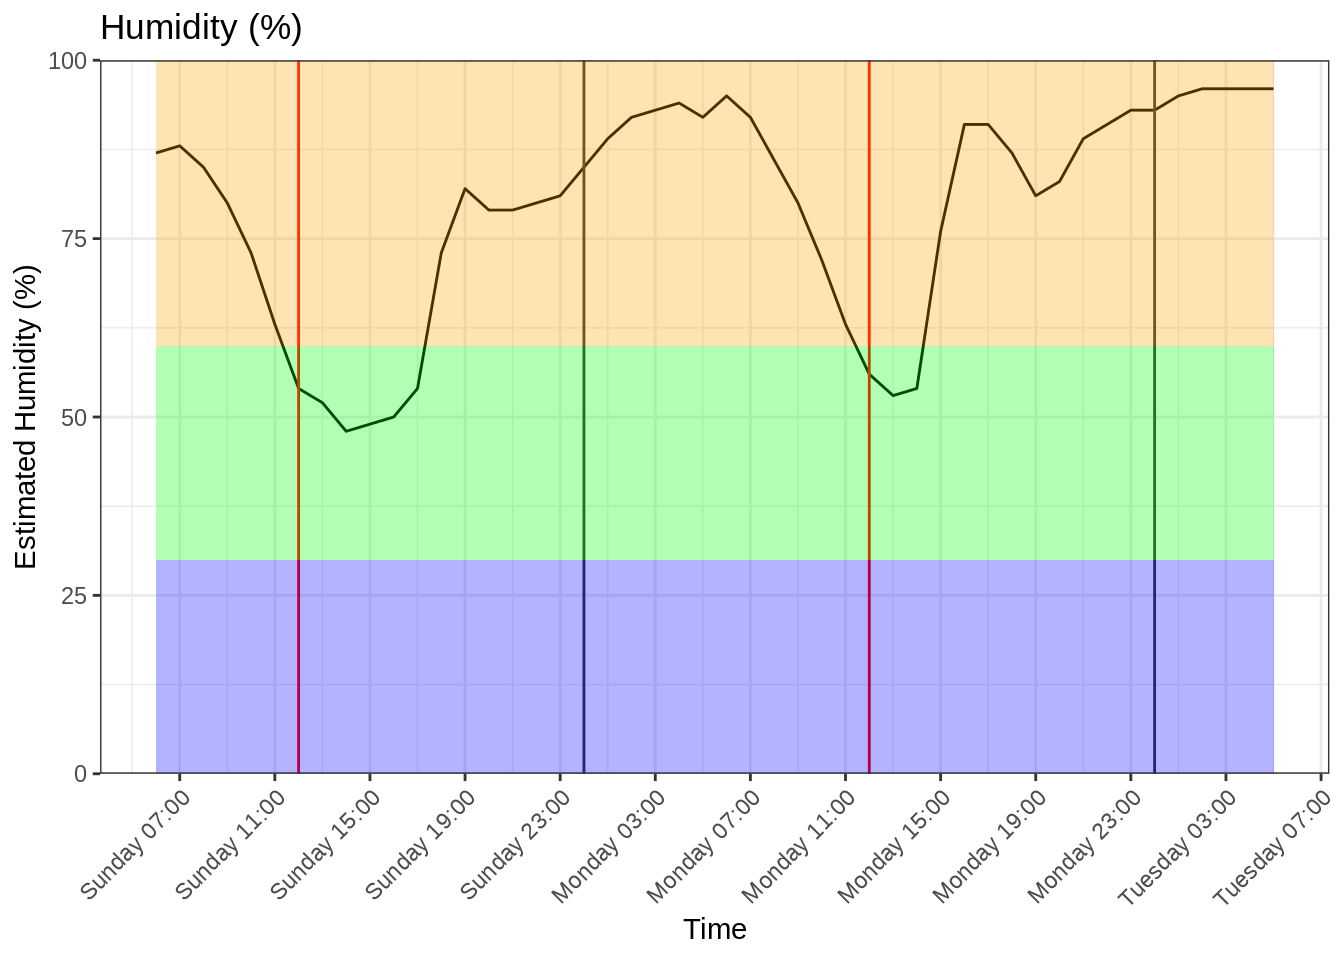 Humidity (%)
Estimated Humidity (%)
100
75
50
25
0
Sunday 07:00
Sunday 11:00
Sunday 15:00
Sunday 19:00
Sunday 23:00
Monday 03:00
Monday 07:00
Monday 11:00
Monday 15:00
Monday 19:00
Monday 23:00
Tuesday 03:00
Tuesday 07:00
Time